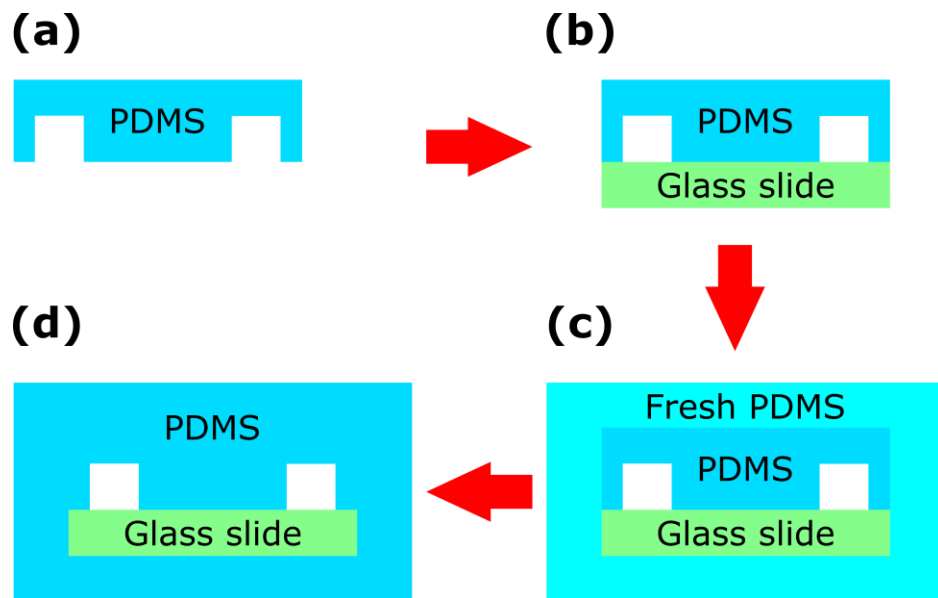 (a)
PDMS
(b)
PDMS
Glass slide
(d)
PDMS
Glass slide
(c)
Fresh PDMS
PDMS
Glass slide